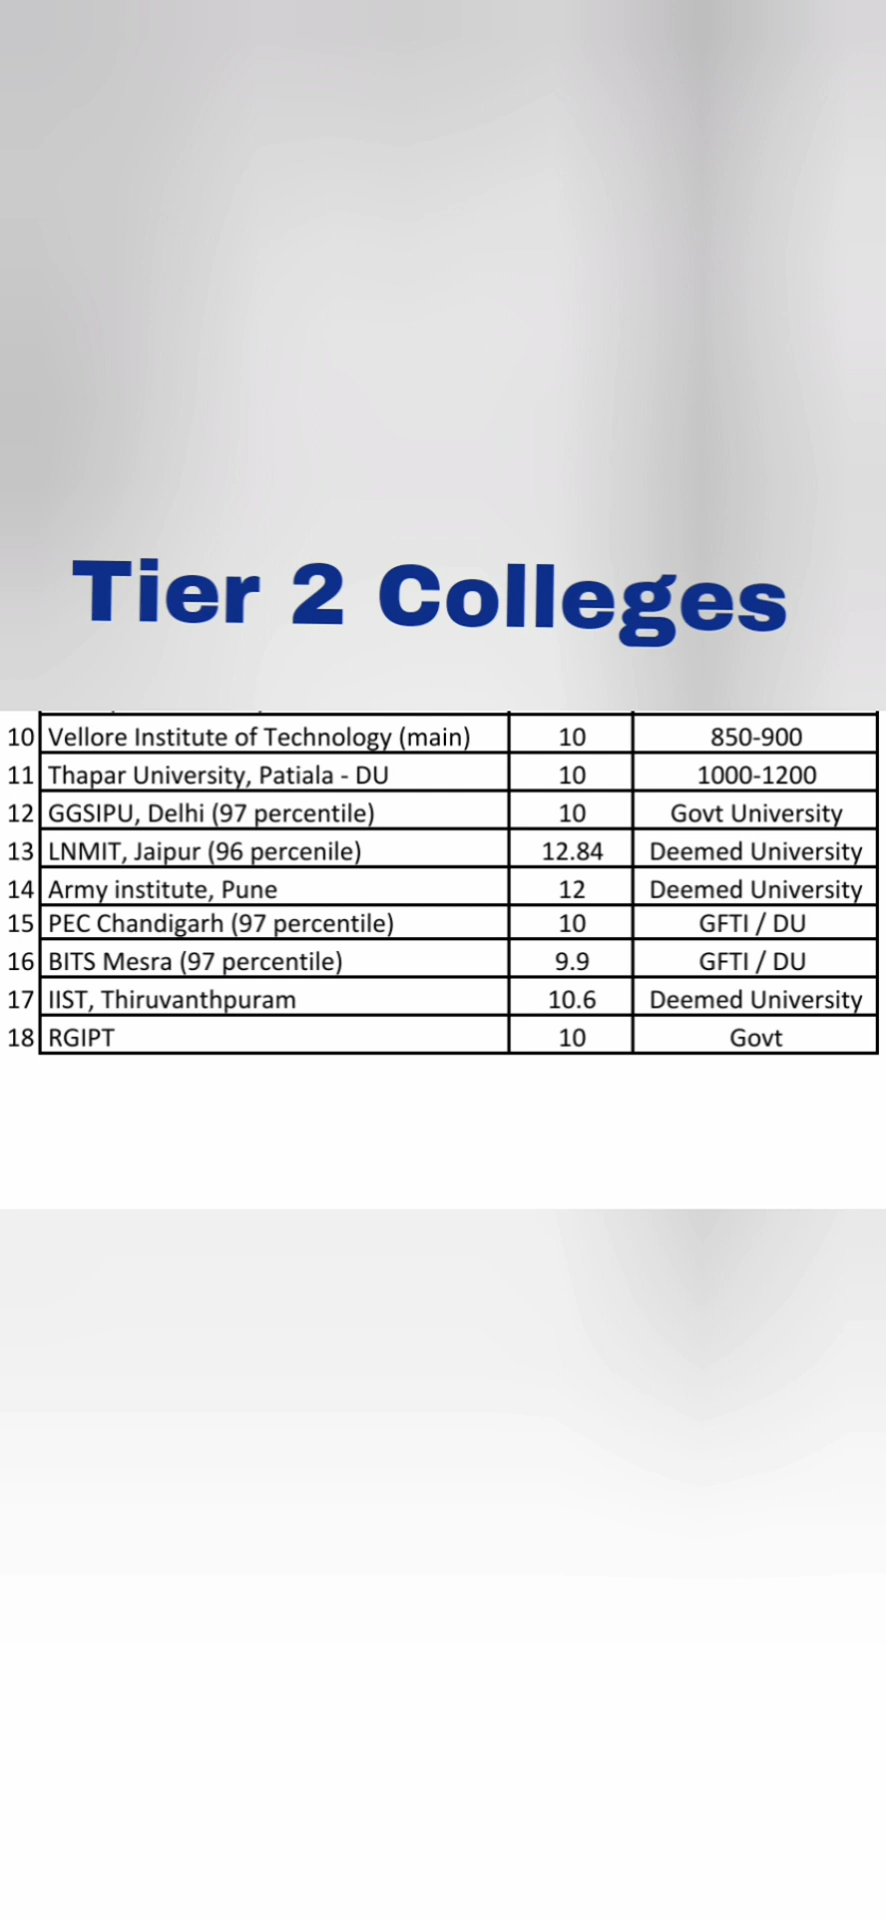 Tier 2 Colleges
10 Vellore Institute of Technology (main) 10 850-900
11 Thapar University, Patiala - DU 10 1000-1200
12 GGSIPU, Delhi (97 percentile) 10 Govt University
13 LNMIT, Jaipur (96 percenile) 12.84 Deemed University
14 Army institute, Pune 12 Deemed University
15 PEC Chandigarh (97 percentile) 10 GFTI / DU
16 BITS Mesra (97 percentile) 9.9 GFTI / DU
17 IIST, Thiruvanthpuram 10.6 Deemed University
18 RGIPT 10 Govt